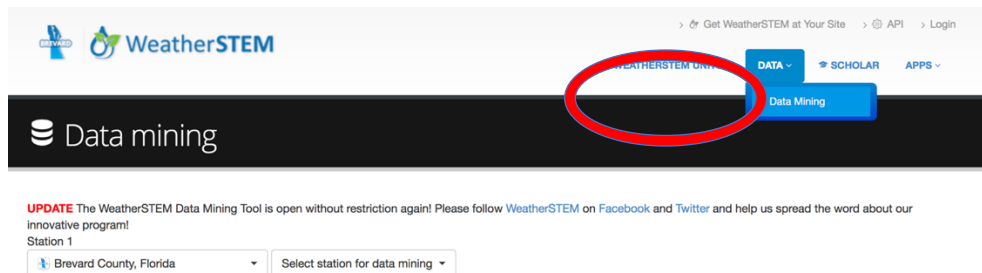 Get WeatherSTEM at Your Site API Login
BREVARD WeatherSTEM
WEATHERSTEM DATA SCHOLAR APPS
Data Mining
Data mining
UPDATE The WeatherSTEM Data Mining Tool is open without restriction again! Please follow WeatherSTEM on Facebook and Twitter and help us spread the word about our
innovative program!
Station 1
Brevard County, Florida Select station for data mining